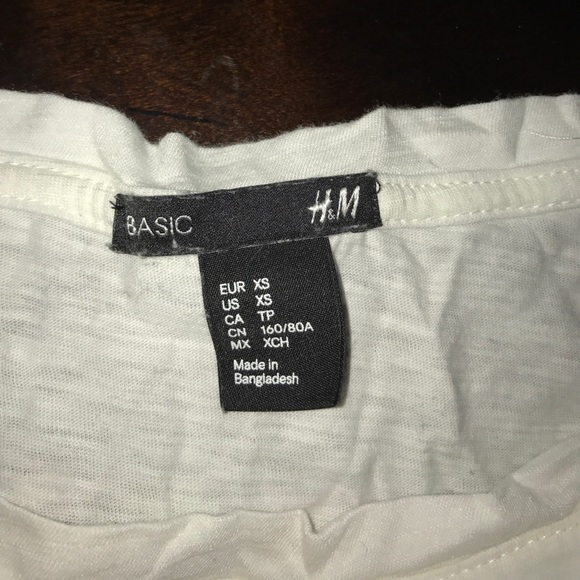 BASIC H&M
EUR XS
US XS
CA TP
CN 160/80A
MX XCH
Made in
Bangladesh